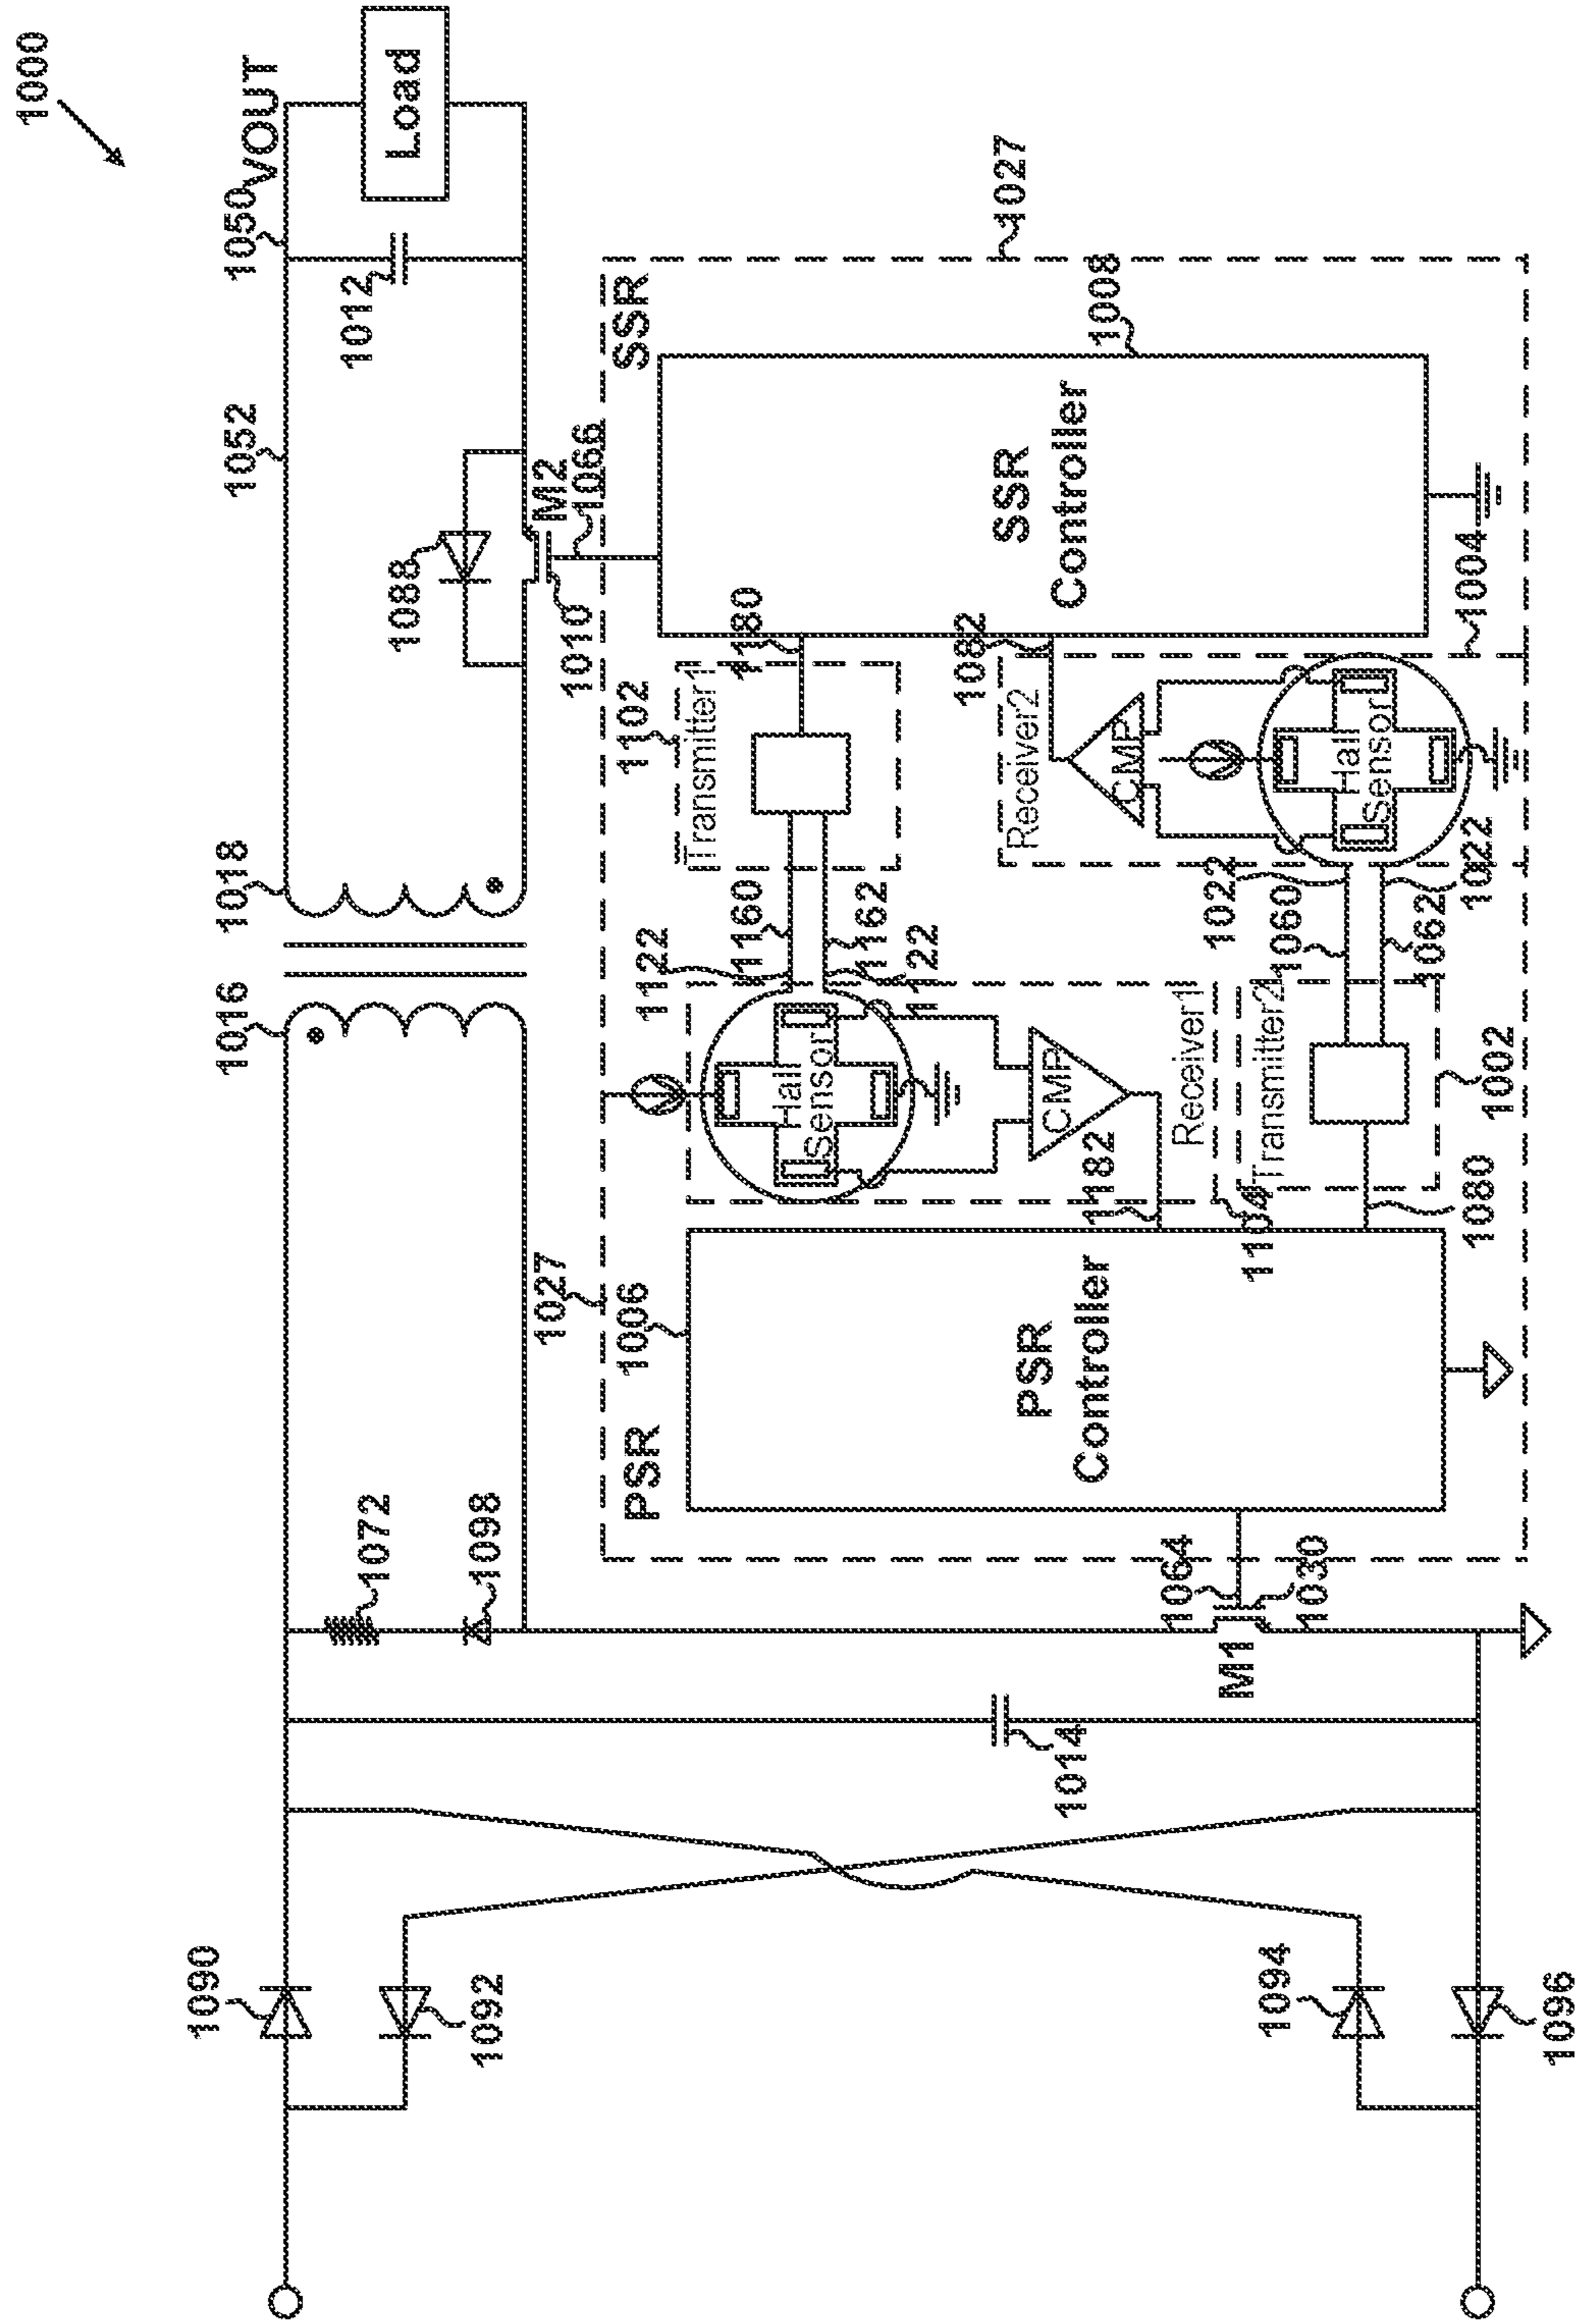 1000
1016
1018
1052
1050
VOUT
1090
1092
1072
1098
1088
1012
Load
M2
1010
1066
1027
1027
PSR
SSR
1006
1122
1160
1102
Transmitter1
1180
1162
1122
Hall
Sensor
CMP
1182
Receiver1
PSR
Controller
SSR
Controller
1008
1082
Receiver2
CMP
Hall
Sensor
1014
M1
1064
1030
1104
Transmitter2
1022
1060
1062
1022
1004
1080
1002
1094
1096